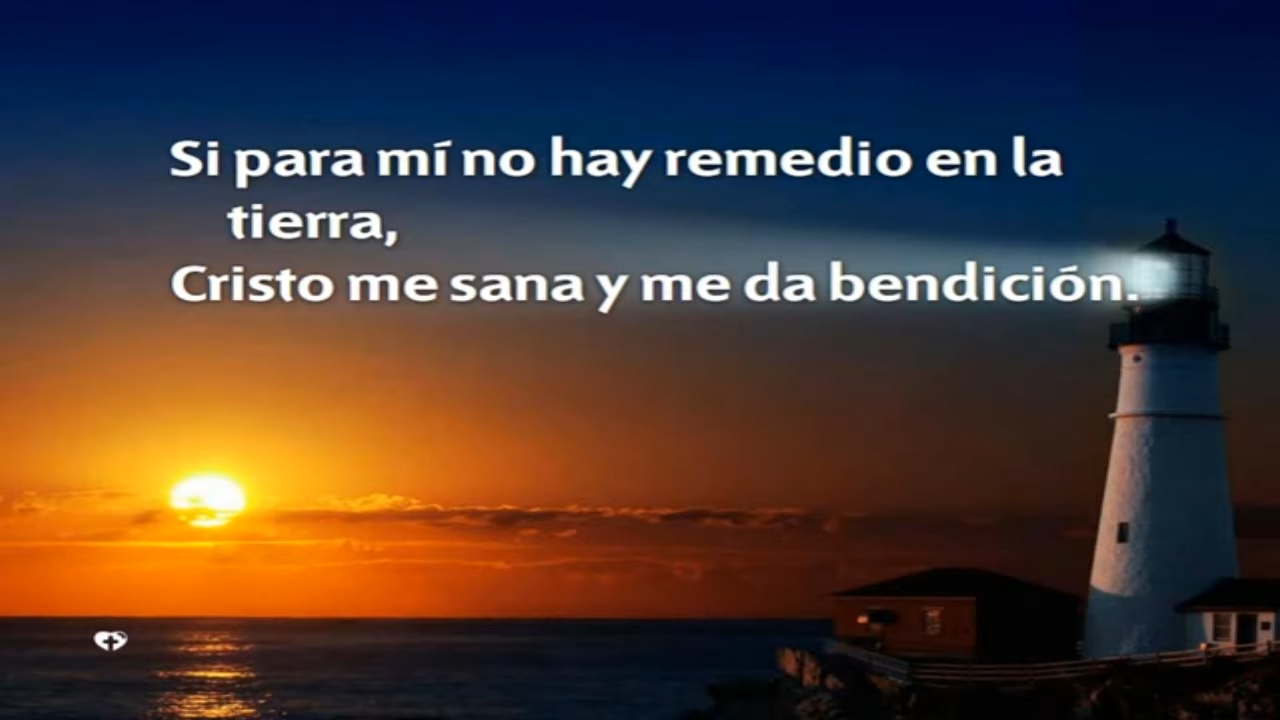 Si para mí no hay remedio en la
tierra,
Cristo me sana y me da bendición.